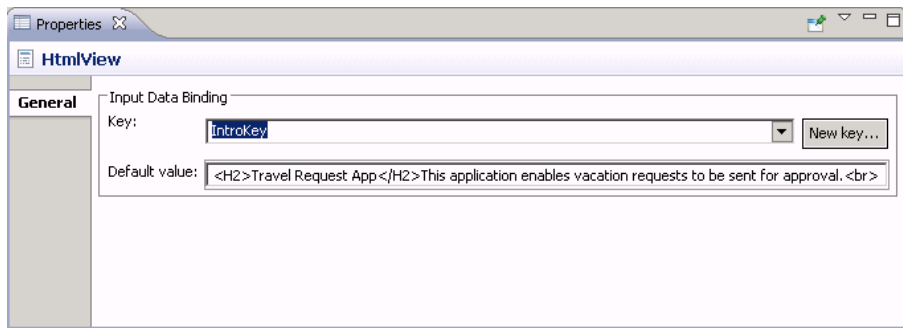 Properties
HtmlView
General
Input Data Binding
Key:
IntroKey
New key...
Default value:
<H2>Travel Request App</H2>This application enables vacation requests to be sent for approval.<br>